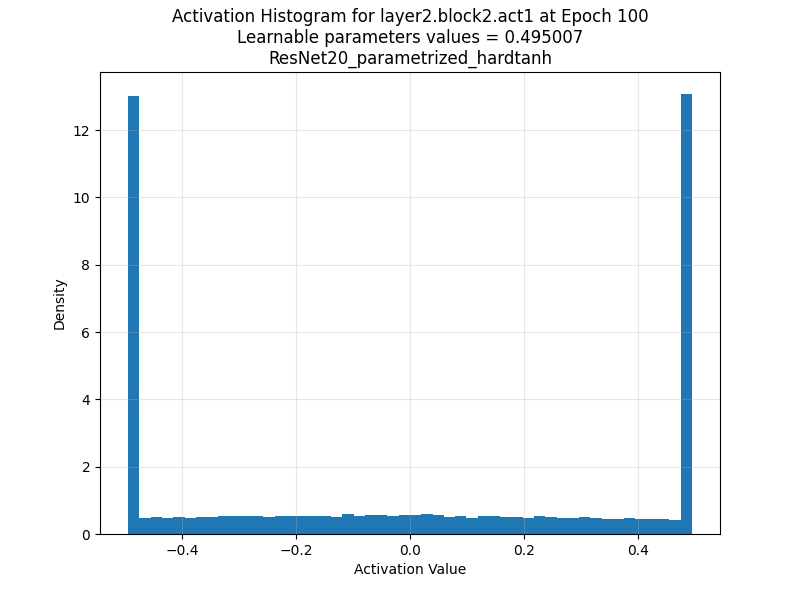 Activation Histogram for layer2.block2.act1 at Epoch 100
Learnable parameters values = 0.495007
ResNet20_parametrized_hardtanh
Density
12
10
8
6
4
2
0
−0.4 −0.2 0.0 0.2 0.4
Activation Value